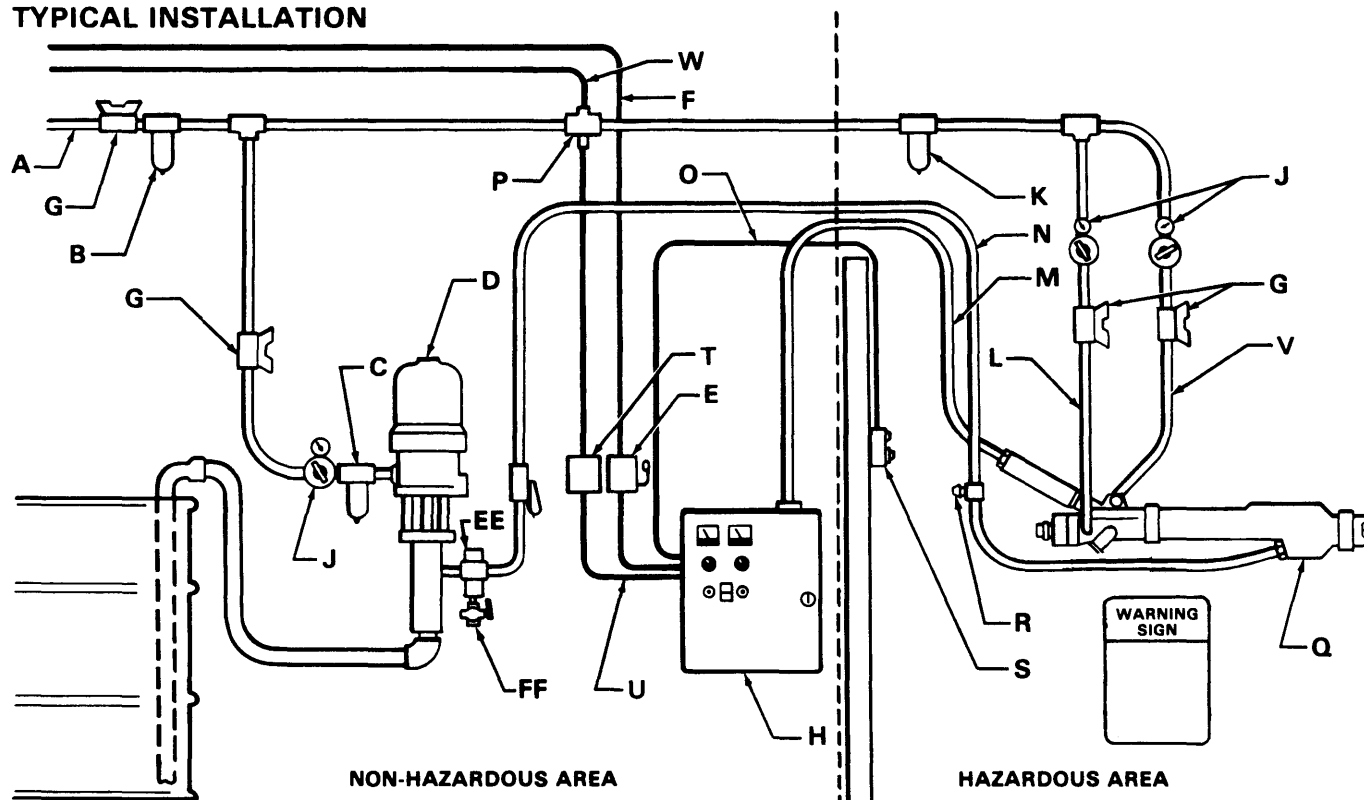 TYPICAL INSTALLATION
W
F
A
G
B
P
O
K
J
N
M
G
D
G
C
T
E
L
V
EE
J
FF
U
H
R
S
Q
WARNING
SIGN
NON-HAZARDOUS AREA
HAZARDOUS AREA